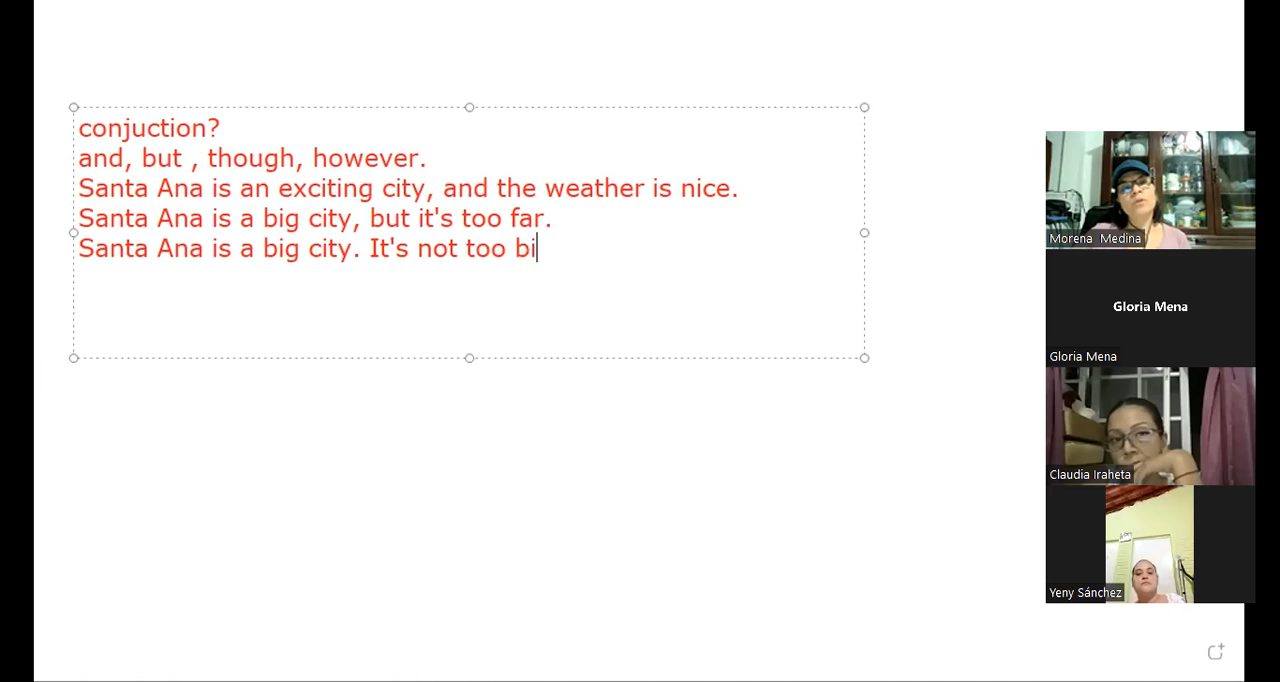 conjuction?
and, but , though, however.
Santa Ana is an exciting city, and the weather is nice.
Santa Ana is a big city, but it's too far.
Santa Ana is a big city. It's not too bi
Morena Medina
Gloria Mena
Gloria Mena
Claudia Iraheta
Yeny Sánchez